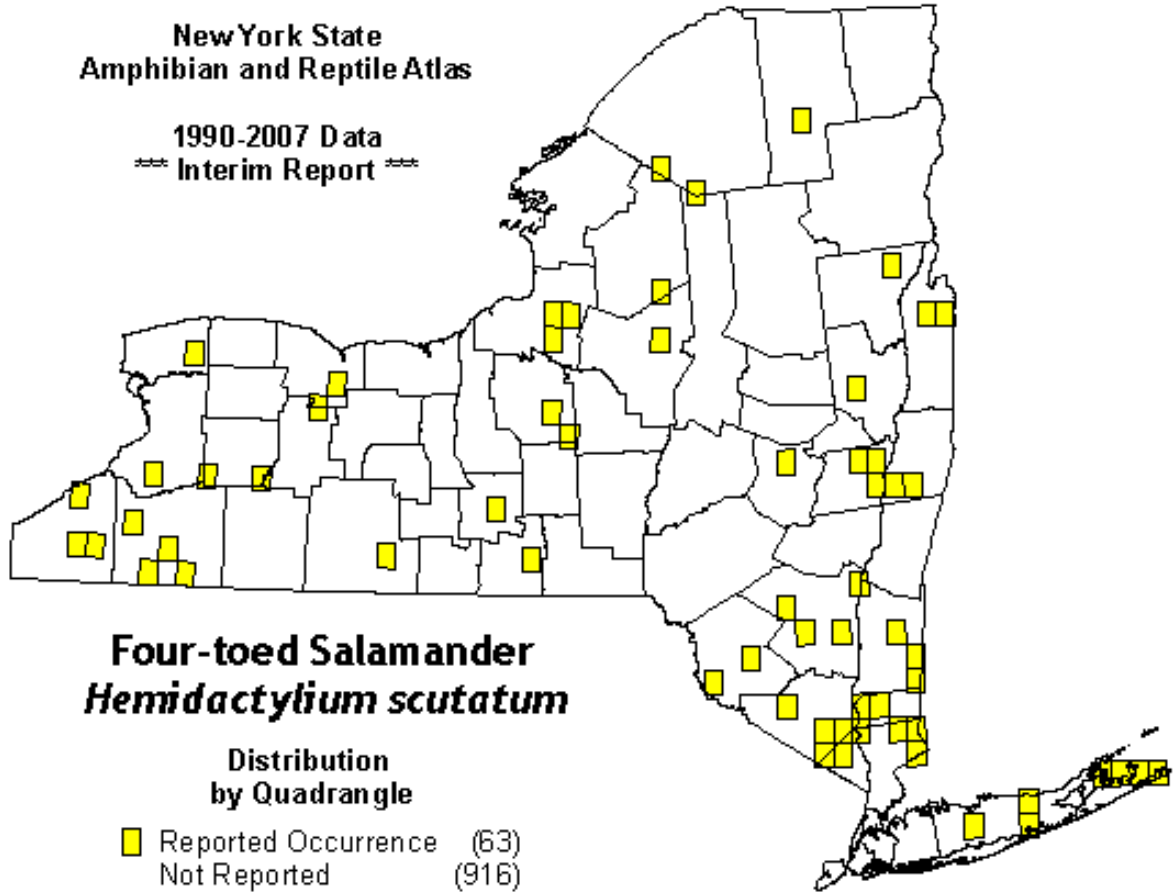 New York State
Amphibian and Reptile Atlas
1990-2007 Data
*** Interim Report ***
Four-toed Salamander
Hemidactylium scutatum
Distribution
by Quadrangle
Reported Occurrence (63)
Not Reported (916)